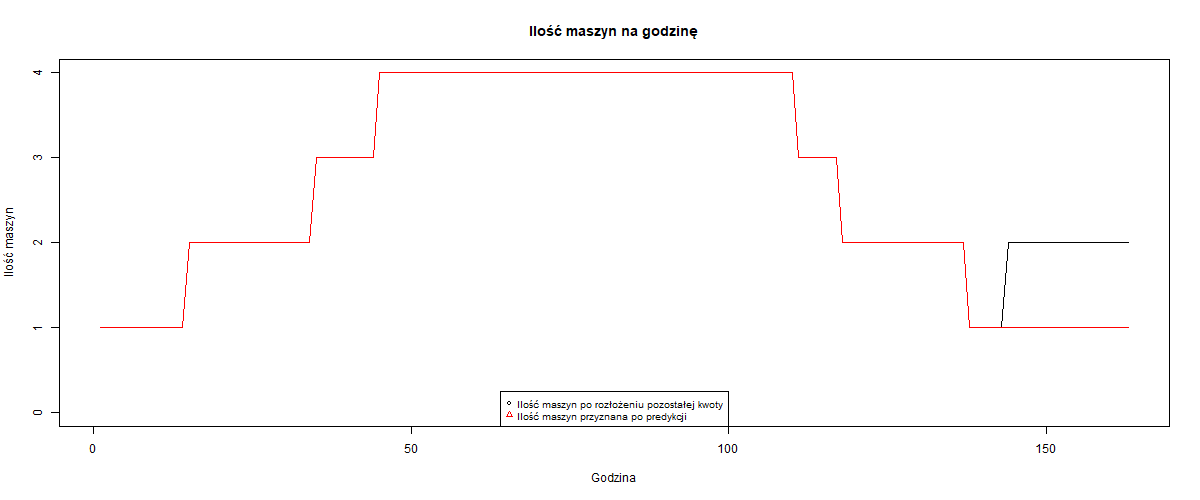 Ilość maszyn na godzinę
Ilość maszyn
4
3
2
1
0
Ilość maszyn po rozłożeniu pozostałej kwoty
Ilość maszyn przyznana po predykcji
0 50 100 150
Godzina